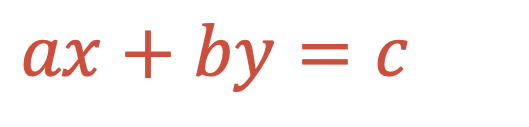 ax + by = c